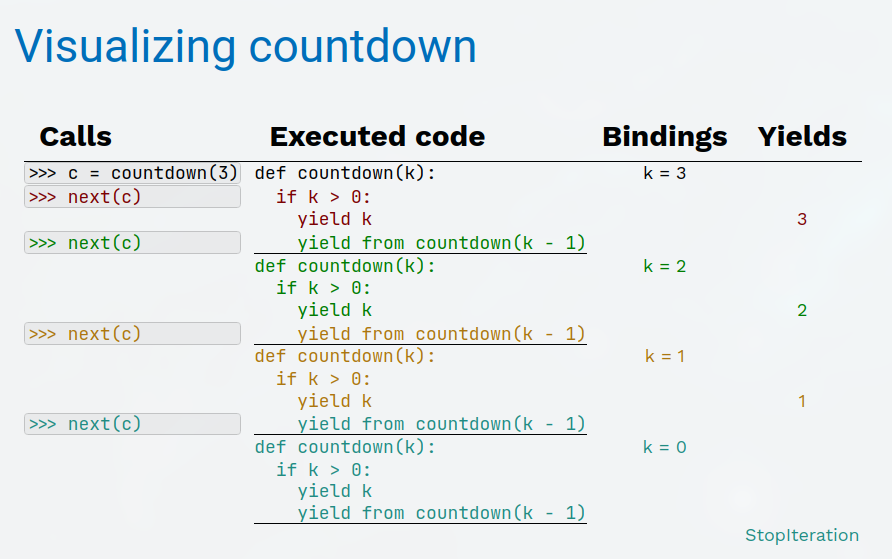 Visualizing countdown
Calls Executed code Bindings Yields
>>> c = countdown(3) def countdown(k): k = 3
>>> next(c) if k > 0:
yield k 3
>>> next(c) yield from countdown(k - 1)
def countdown(k): k = 2
if k > 0:
yield k 2
>>> next(c) yield from countdown(k - 1)
def countdown(k): k = 1
if k > 0:
yield k 1
>>> next(c) yield from countdown(k - 1)
def countdown(k): k = 0
if k > 0:
yield k
yield from countdown(k - 1)
StopIteration